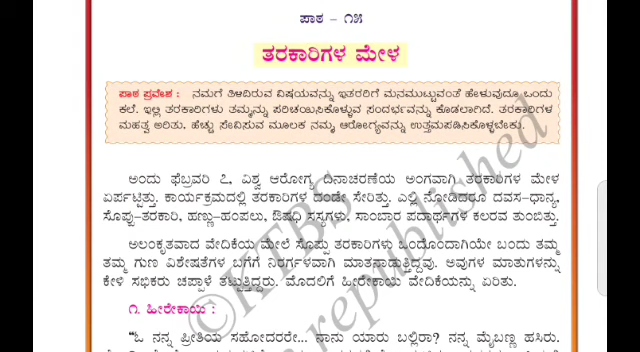 ಪಾಠ – ೧೫
ತರಕಾರಿಗಳ ಮೇಳ
ಪಾಠ ಪ್ರವೇಶ : ನಮಗೆ ತಿಳಿದಿರುವ ವಿಷಯವನ್ನು ಇತರರಿಗೆ ಮನಮುಟ್ಟುವಂತೆ ಹೇಳುವುದೂ ಒಂದು
ಕಲೆ. ಇಲ್ಲಿ ತರಕಾರಿಗಳು ತಮ್ಮನ್ನು ಪರಿಚಯಿಸಿಕೊಳ್ಳುವ ಸಂದರ್ಭವನ್ನು ಕೊಡಲಾಗಿದೆ. ತರಕಾರಿಗಳ
ಮಹತ್ವ ಅರಿತು, ಹೆಚ್ಚು ಸೇವಿಸುವ ಮೂಲಕ ನಮ್ಮ ಆರೋಗ್ಯವನ್ನು ಉತ್ತಮಪಡಿಸಿಕೊಳ್ಳಬೇಕು.
ಅಂದು ಫೆಬ್ರವರಿ ೭, ವಿಶ್ವ ಆರೋಗ್ಯ ದಿನಾಚರಣೆಯ ಅಂಗವಾಗಿ ತರಕಾರಿಗಳ ಮೇಳ
ಏರ್ಪಟ್ಟಿತ್ತು. ಕಾರ್ಯಕ್ರಮದಲ್ಲಿ ತರಕಾರಿಗಳ ದಂಡೇ ಸೇರಿತ್ತು. ಎಲ್ಲಿ ನೋಡಿದರೂ ದವಸ–ಧಾನ್ಯ,
ಸೊಪ್ಪು–ತರಕಾರಿ, ಹಣ್ಣು–ಹಂಪಲು, ಔಷಧಿ ಸಸ್ಯಗಳು, ಸಾಂಬಾರ ಪದಾರ್ಥಗಳ ಕಲರವ ತುಂಬಿತ್ತು.
ಅಲಂಕೃತವಾದ ವೇದಿಕೆಯ ಮೇಲೆ ಸೊಪ್ಪು ತರಕಾರಿಗಳು ಒಂದೊಂದಾಗಿಯೇ ಬಂದು ತಮ್ಮ
ತಮ್ಮ ಗುಣ ವಿಶೇಷತೆಗಳ ಬಗೆಗೆ ನಿರರ್ಗಳವಾಗಿ ಮಾತನಾಡುತ್ತಿದ್ದವು. ಅವುಗಳ ಮಾತುಗಳನ್ನು
ಕೇಳಿ ಸಭಿಕರು ಚಪ್ಪಾಳೆ ತಟ್ಟುತ್ತಿದ್ದರು. ಮೊದಲಿಗೆ ಹೀರೇಕಾಯಿ ವೇದಿಕೆಯನ್ನು ಏರಿತು.
೧. ಹೀರೇಕಾಯಿ :
"ಓ ನನ್ನ ಪ್ರೀತಿಯ ಸಹೋದರರೇ... ನಾನು ಯಾರು ಬಲ್ಲಿರಾ? ನನ್ನ ಮೈಬಣ್ಣ ಹಸಿರು.
©KTBS
republished